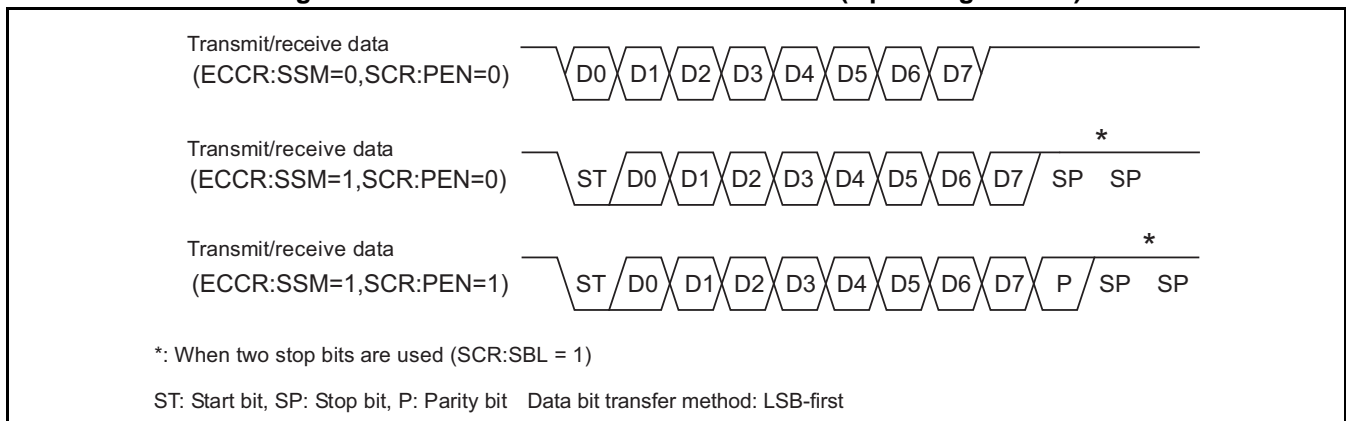 Transmit/receive data
(ECCR:SSM=0,SCR:PEN=0)
D0 D1 D2 D3 D4 D5 D6 D7
*
Transmit/receive data
(ECCR:SSM=1,SCR:PEN=0)
ST D0 D1 D2 D3 D4 D5 D6 D7 SP SP
*
Transmit/receive data
(ECCR:SSM=1,SCR:PEN=1)
ST D0 D1 D2 D3 D4 D5 D6 D7 P SP SP
*: When two stop bits are used (SCR:SBL = 1)
ST: Start bit, SP: Stop bit, P: Parity bit Data bit transfer method: LSB-first